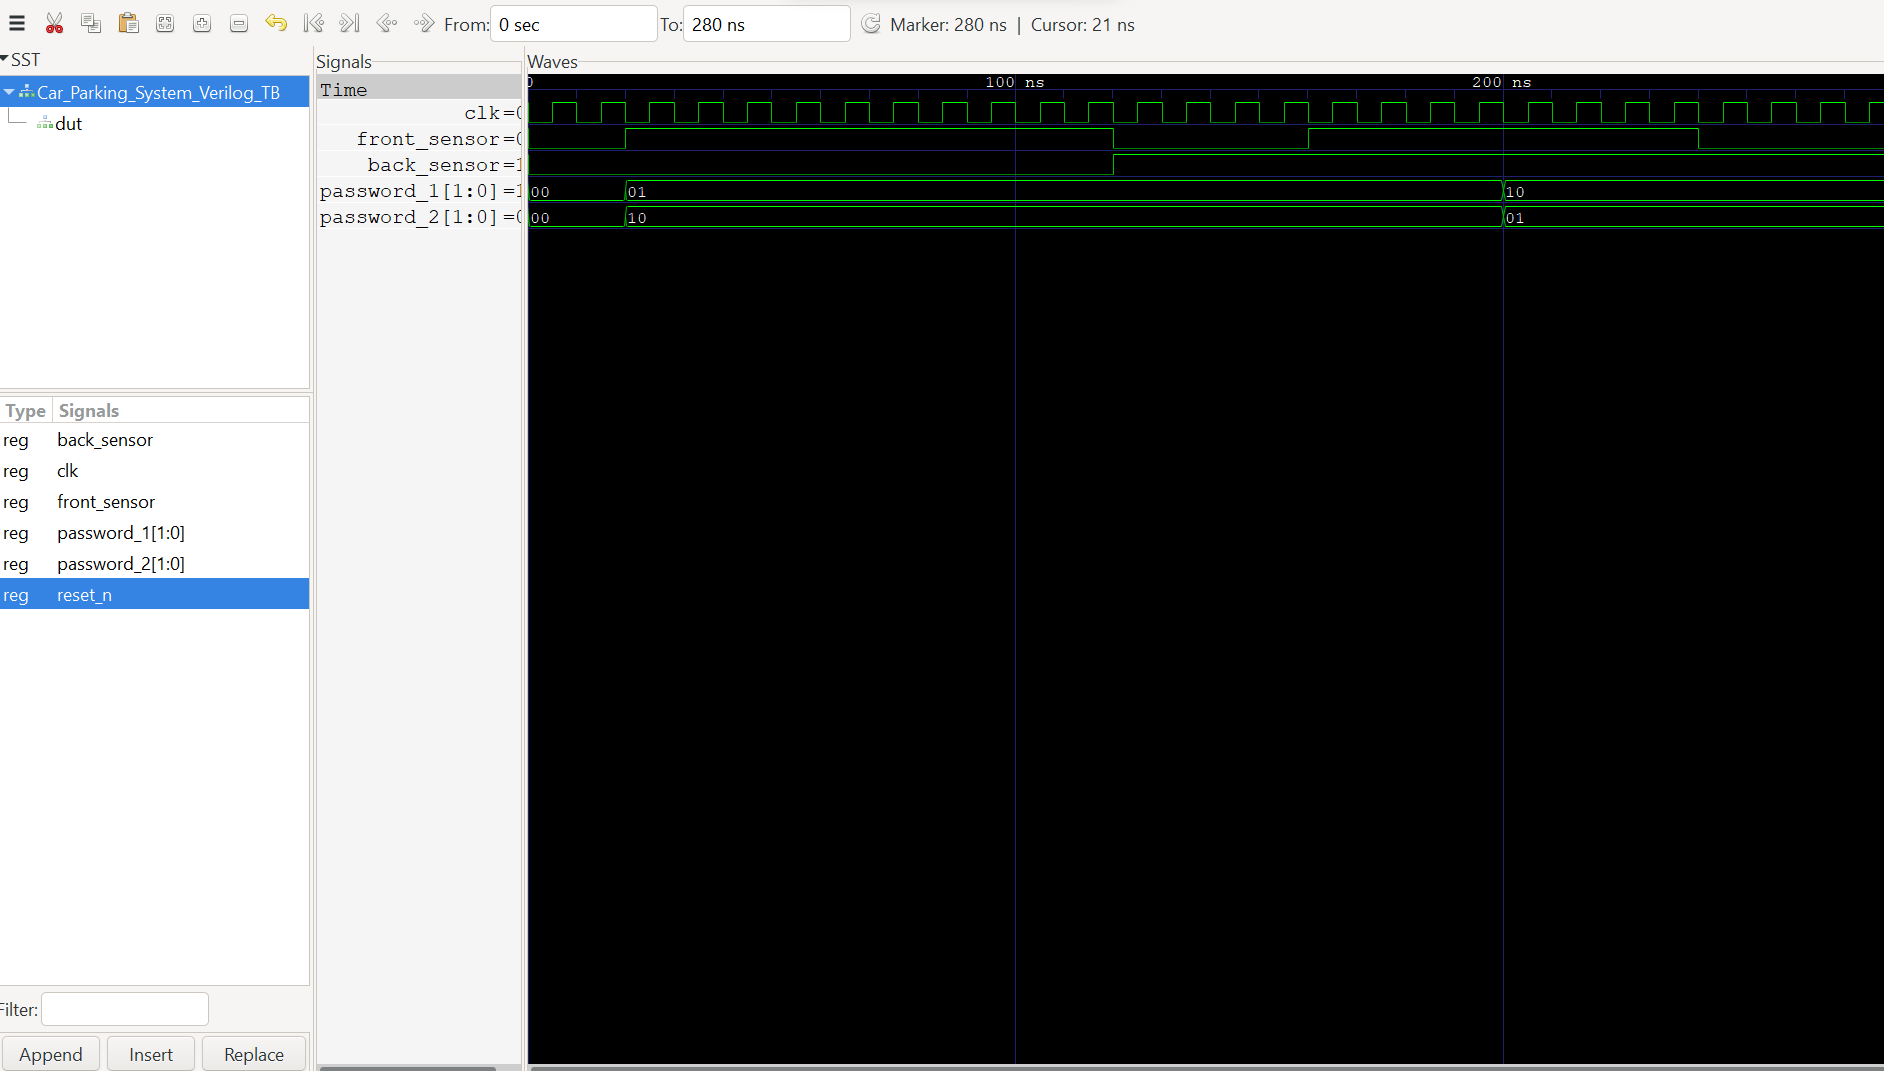 From: 0 sec To: 280 ns Marker: 280 ns | Cursor: 21 ns
SST
Car_Parking_System_Verilog_TB
dut
Type Signals
reg back_sensor
reg clk
reg front_sensor
reg password_1[1:0]
reg password_2[1:0]
reg reset_n
Filter:
Append Insert Replace
Signals
Time
clk=0
front_sensor=0
back_sensor=1
password_1[1:0]=1
password_2[1:0]=0
Waves
0 100 ns 200 ns
00 01 10
00 10 01